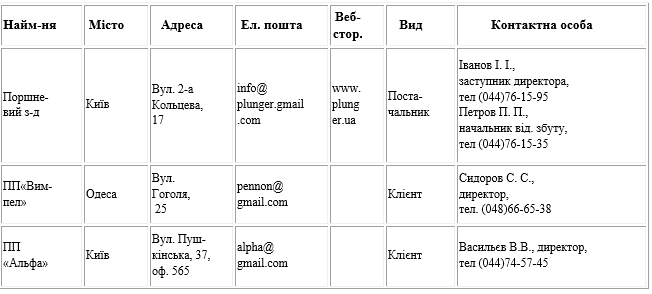 Найм-ня Місто Адреса Ел. пошта Веб-стор. Вид Контактна особа
Поршне-
вий з-д
Київ
Вул. 2-а
Кольцева,
17
info@
plunger.gmail
.com
www.
plung
er.ua
Поста-
чальник
Іванов І. І.,
заступник директора,
тел (044)76-15-95
Петров П. П.,
начальник від. збуту,
тел (044)76-15-35
ПП«Вим-
пел»
Одеса
Вул.
Гоголя,
25
pennon@
gmail.com
Клієнт
Сидоров С. С.,
директор,
тел. (048)66-65-38
ПП
«Альфа»
Київ
Вул. Пуш-
кінська, 37,
оф. 565
alpha@
gmail.com
Клієнт
Васильєв В.В., директор,
тел (044)74-57-45